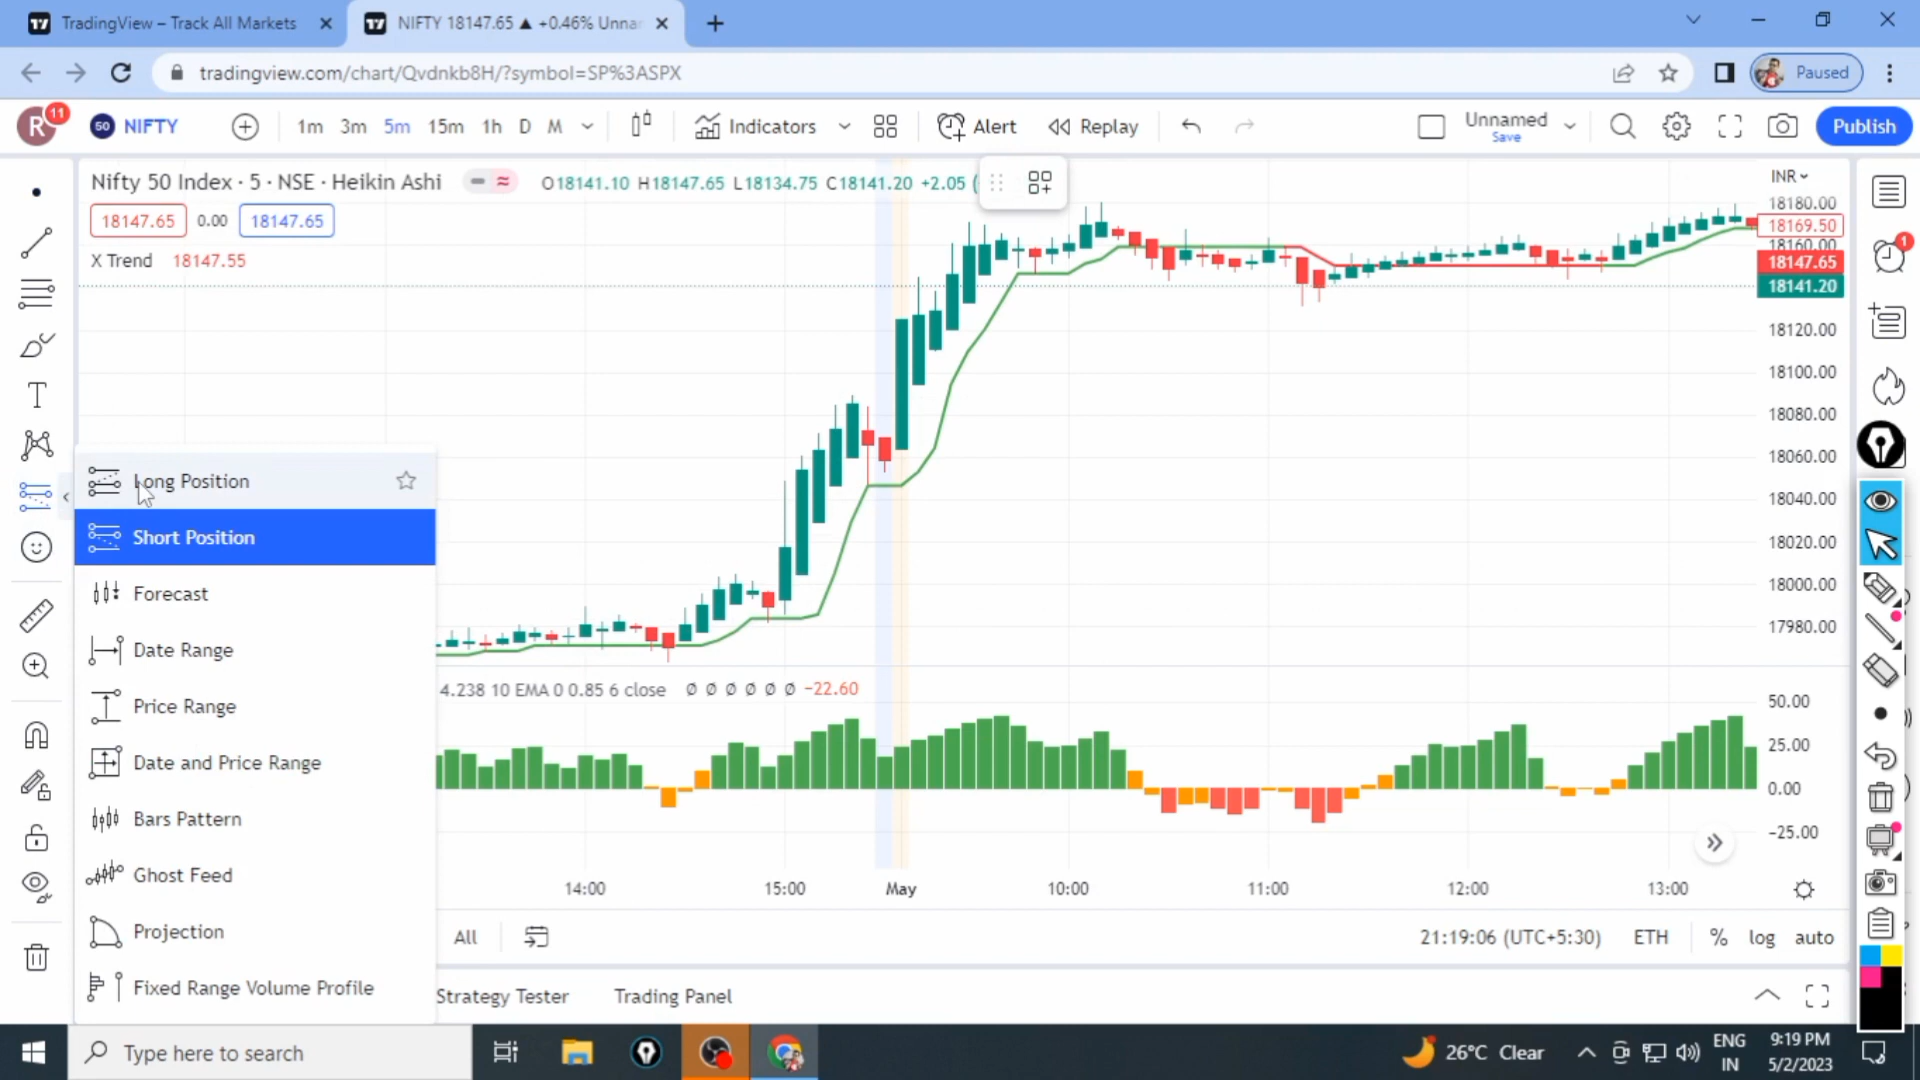 TradingView – Track All Markets
NIFTY 18147.65 ▲ +0.46% Unna
tradingview.com/chart/Qvdnkb8H/?symbol=SP%3ASPX
Paused
R 11
50 NIFTY
1m 3m 5m 15m 1h D M
Indicators
Alert
Replay
Unnamed
Save
Publish
Nifty 50 Index · 5 · NSE · Heikin Ashi
O18141.10 H18147.65 L18134.75 C18141.20 +2.05 (
18147.65 0.00 18147.65
X Trend 18147.55
INR
18180.00
18169.50
18160.00
18147.65
18141.20
18120.00
18100.00
18080.00
18060.00
18040.00
18020.00
18000.00
17980.00
1
Long Position
Short Position
Forecast
Date Range
Price Range
Date and Price Range
Bars Pattern
Ghost Feed
Projection
Fixed Range Volume Profile
4.238 10 EMA 0 0.85 6 close ∅ ∅ ∅ ∅ ∅ ∅ −22.60
50.00
25.00
0.00
−25.00
14:00 15:00 May 10:00 11:00 12:00 13:00
All
21:19:06 (UTC+5:30) ETH % log auto
Strategy Tester Trading Panel
Type here to search
26°C Clear
ENG
IN
9:19 PM
5/2/2023